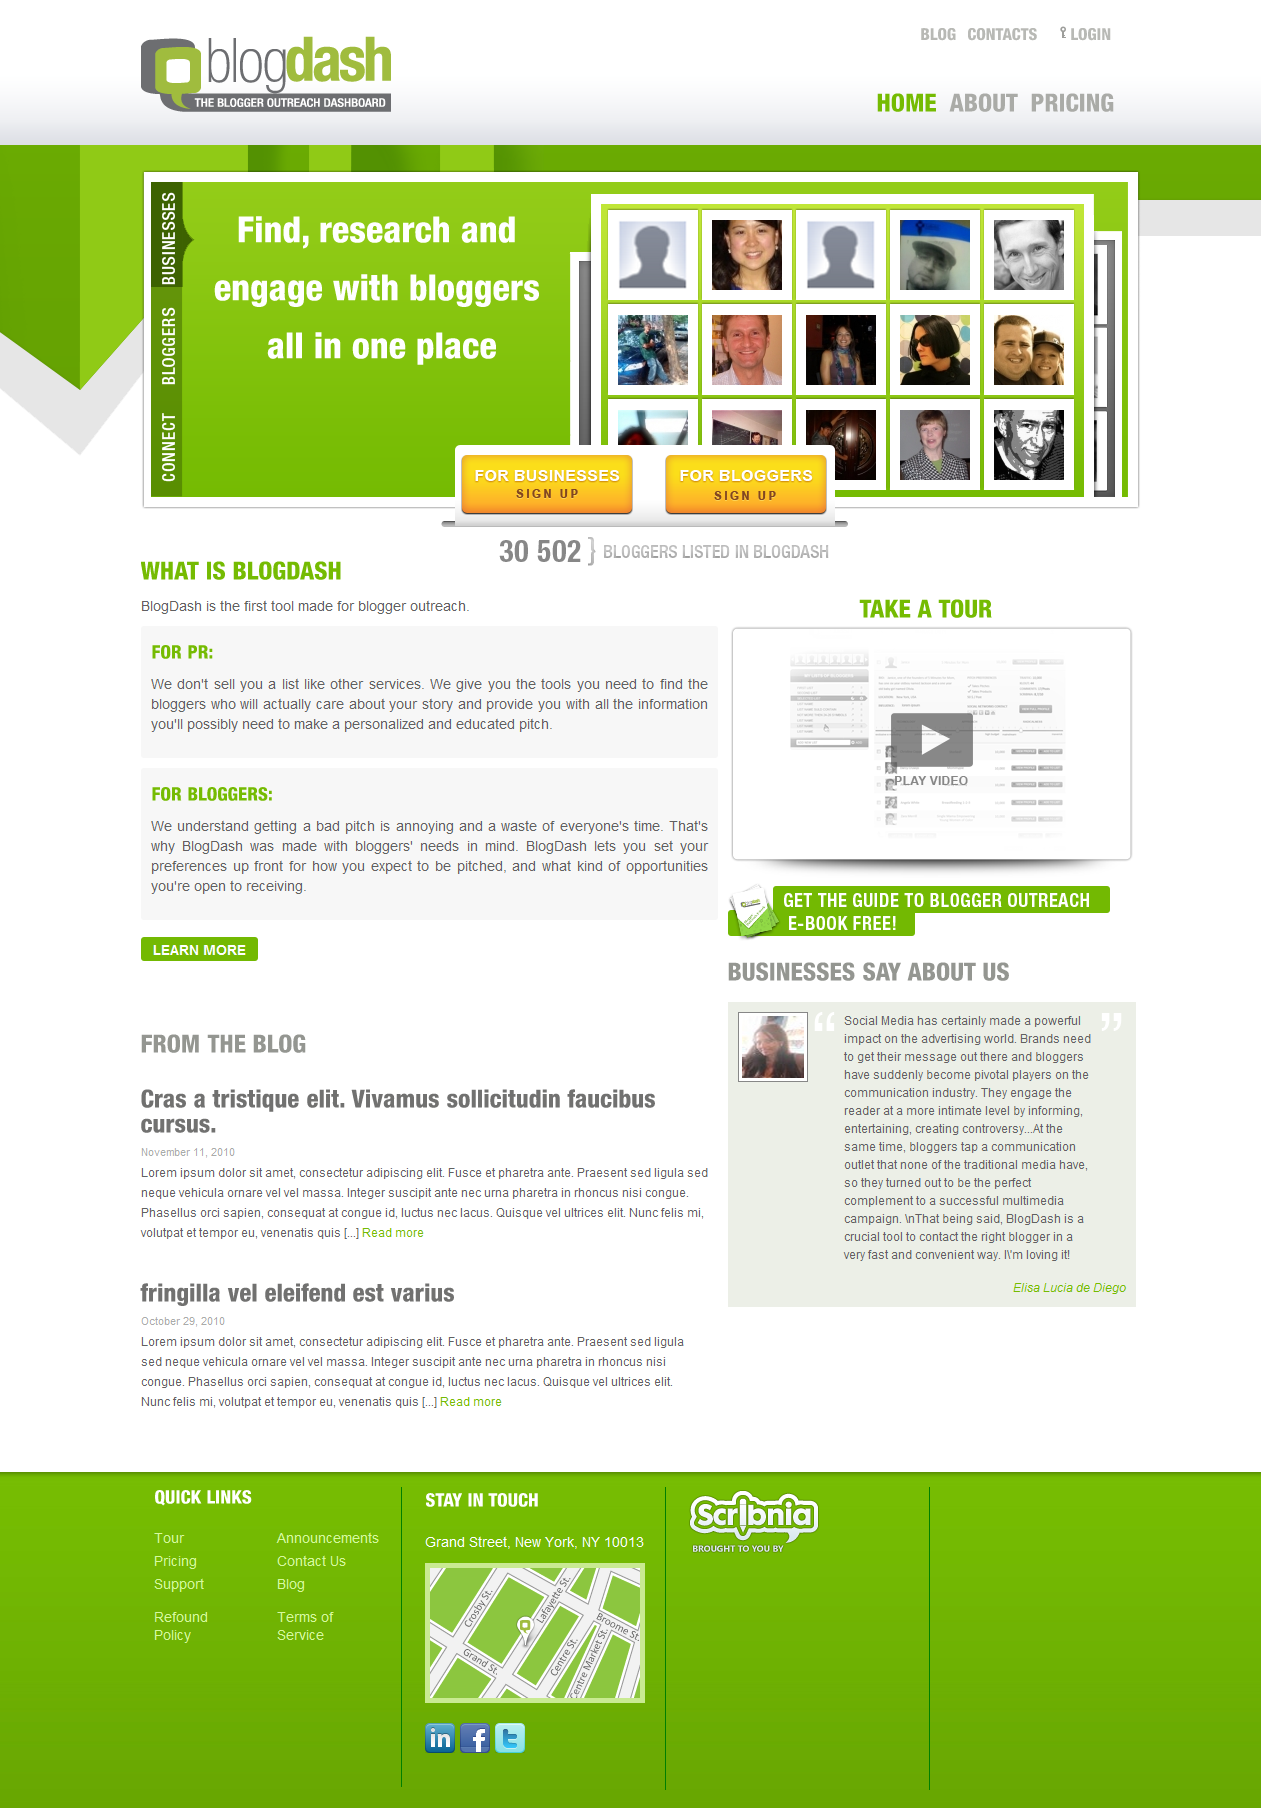 BLOG CONTACTS LOGIN
blogdash
THE BLOGGER OUTREACH DASHBOARD
HOME ABOUT PRICING
BUSINESSES
BLOGGERS
CONNECT
Find, research and
engage with bloggers
all in one place
FOR BUSINESSES
SIGN UP
FOR BLOGGERS
SIGN UP
30 502 } BLOGGERS LISTED IN BLOGDASH
WHAT IS BLOGDASH
BlogDash is the first tool made for blogger outreach.
FOR PR:
We don't sell you a list like other services. We give you the tools you need to find the
bloggers who will actually care about your story and provide you with all the information
you'll possibly need to make a personalized and educated pitch.
FOR BLOGGERS:
We understand getting a bad pitch is annoying and a waste of everyone's time. That's
why BlogDash was made with bloggers' needs in mind. BlogDash lets you set your
preferences up front for how you expect to be pitched, and what kind of opportunities
you're open to receiving.
LEARN MORE
TAKE A TOUR
PLAY VIDEO
GET THE GUIDE TO BLOGGER OUTREACH
E-BOOK FREE!
BUSINESSES SAY ABOUT US
“ Social Media has certainly made a powerful ”
impact on the advertising world. Brands need
to get their message out there and bloggers
have suddenly become pivotal players on the
communication industry. They engage the
reader at a more intimate level by informing,
entertaining, creating controversy...At the
same time, bloggers tap a communication
outlet that none of the traditional media have,
so they turned out to be the perfect
complement to a successful multimedia
campaign. \nThat being said, BlogDash is a
crucial tool to contact the right blogger in a
very fast and convenient way. I\'m loving it!
Elisa Lucia de Diego
FROM THE BLOG
Cras a tristique elit. Vivamus sollicitudin faucibus
cursus.
November 11, 2010
Lorem ipsum dolor sit amet, consectetur adipiscing elit. Fusce et pharetra ante. Praesent sed ligula sed
neque vehicula ornare vel vel massa. Integer suscipit ante nec urna pharetra in rhoncus nisi congue.
Phasellus orci sapien, consequat at congue id, luctus nec lacus. Quisque vel ultrices elit. Nunc felis mi,
volutpat et tempor eu, venenatis quis [...] Read more
fringilla vel eleifend est varius
October 29, 2010
Lorem ipsum dolor sit amet, consectetur adipiscing elit. Fusce et pharetra ante. Praesent sed ligula
sed neque vehicula ornare vel vel massa. Integer suscipit ante nec urna pharetra in rhoncus nisi
congue. Phasellus orci sapien, consequat at congue id, luctus nec lacus. Quisque vel ultrices elit.
Nunc felis mi, volutpat et tempor eu, venenatis quis [...] Read more
QUICK LINKS
Tour
Pricing
Support
Refound
Policy
Announcements
Contact Us
Blog
Terms of
Service
STAY IN TOUCH
Grand Street, New York, NY 10013
Crosby St.
Lafayette St.
Broome St.
Grand St.
Centre St.
Centre Market St.
in f t
Scribnia
BROUGHT TO YOU BY